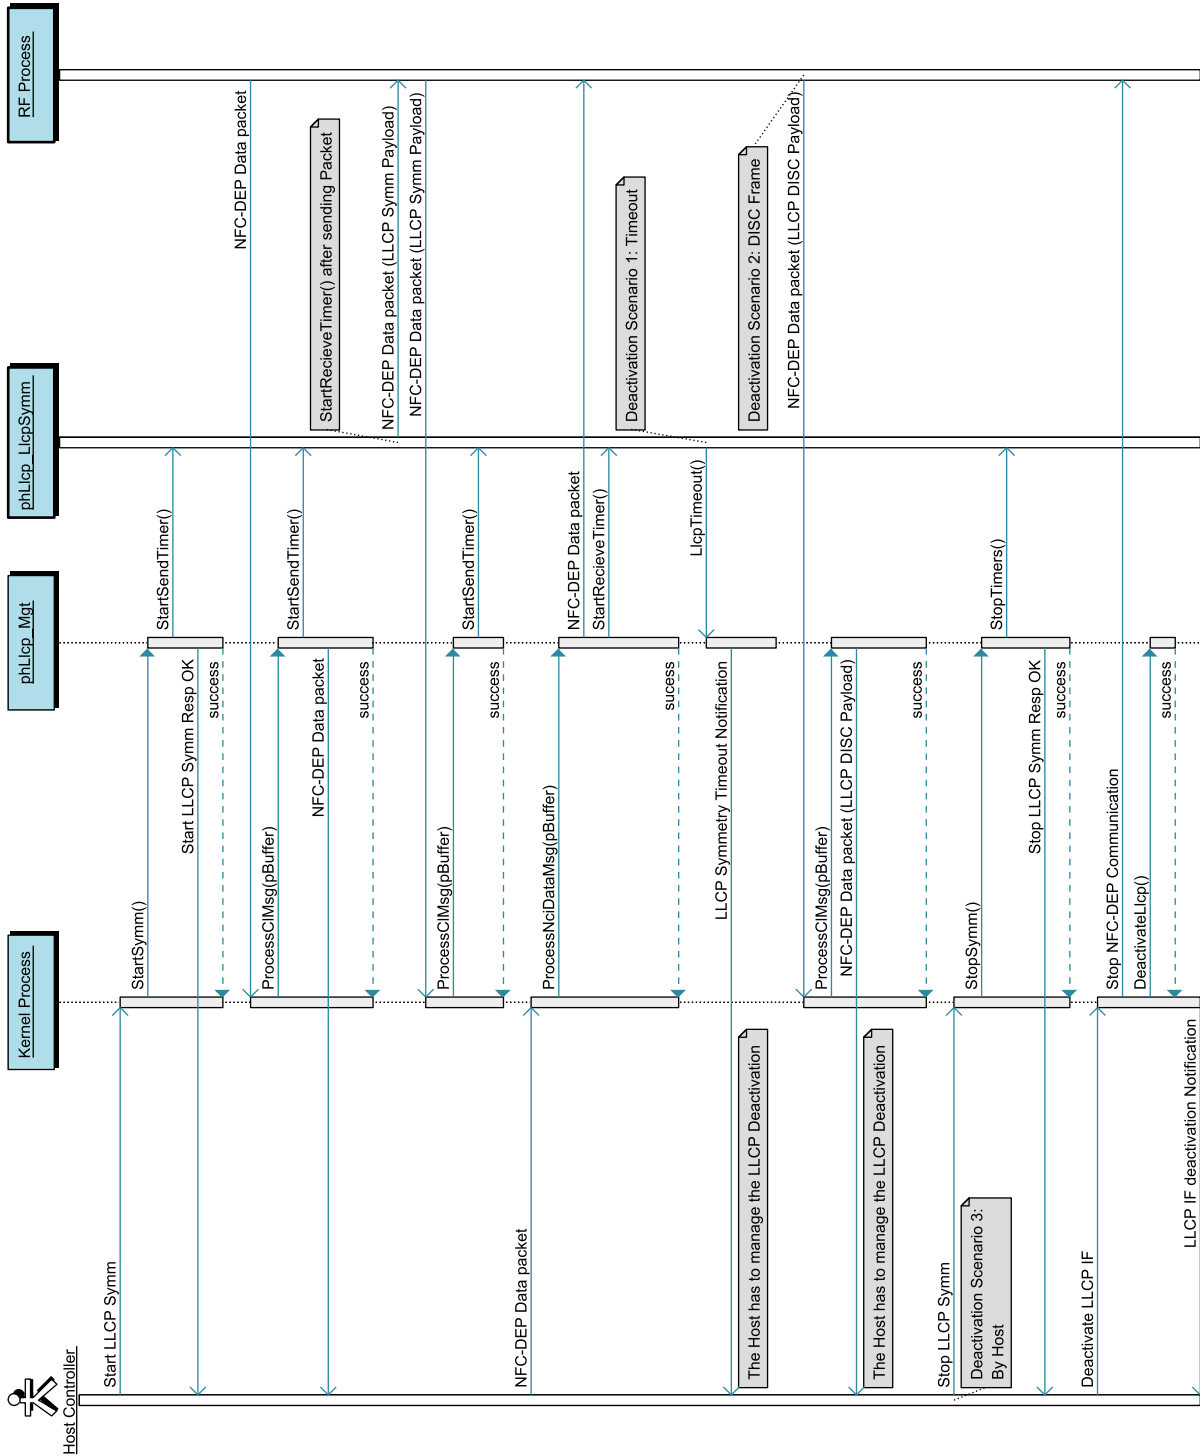 Host Controller
Kernel Process
phLlcp_Mgt
phLlcp_LlcpSymm
RF Process
Start LLCP Symm
StartSymm()
StartSendTimer()
Start LLCP Symm Resp OK
success
NFC-DEP Data packet
ProcessClMsg(pBuffer)
StartSendTimer()
NFC-DEP Data packet
success
StartRecieveTimer() after sending Packet
NFC-DEP Data packet (LLCP Symm Payload)
NFC-DEP Data packet (LLCP Symm Payload)
ProcessClMsg(pBuffer)
StartSendTimer()
success
NFC-DEP Data packet
ProcessNciDataMsg(pBuffer)
NFC-DEP Data packet
StartRecieveTimer()
sucess
Deactivation Scenario 1: Timeout
LlcpTimeout()
LLCP Symmetry Timeout Notification
The Host has to manage the LLCP Deactivation
Deactivation Scenario 2: DISC Frame
NFC-DEP Data packet (LLCP DISC Payload)
ProcessClMsg(pBuffer)
NFC-DEP Data packet (LLCP DISC Payload)
The Host has to manage the LLCP Deactivation
success
Stop LLCP Symm
Deactivation Scenario 3:
By Host
StopSymm()
StopTimers()
Stop LLCP Symm Resp OK
success
Deactivate LLCP IF
Stop NFC-DEP Communication
DeactivateLlcp()
success
LLCP IF deactivation Notification